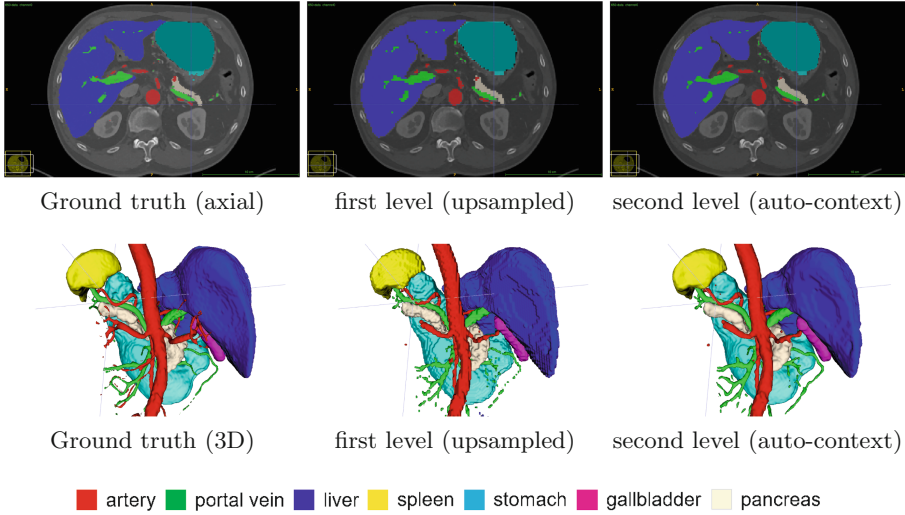 Ground truth (axial) first level (upsampled) second level (auto-context)
Ground truth (3D) first level (upsampled) second level (auto-context)
artery portal vein liver spleen stomach gallbladder pancreas